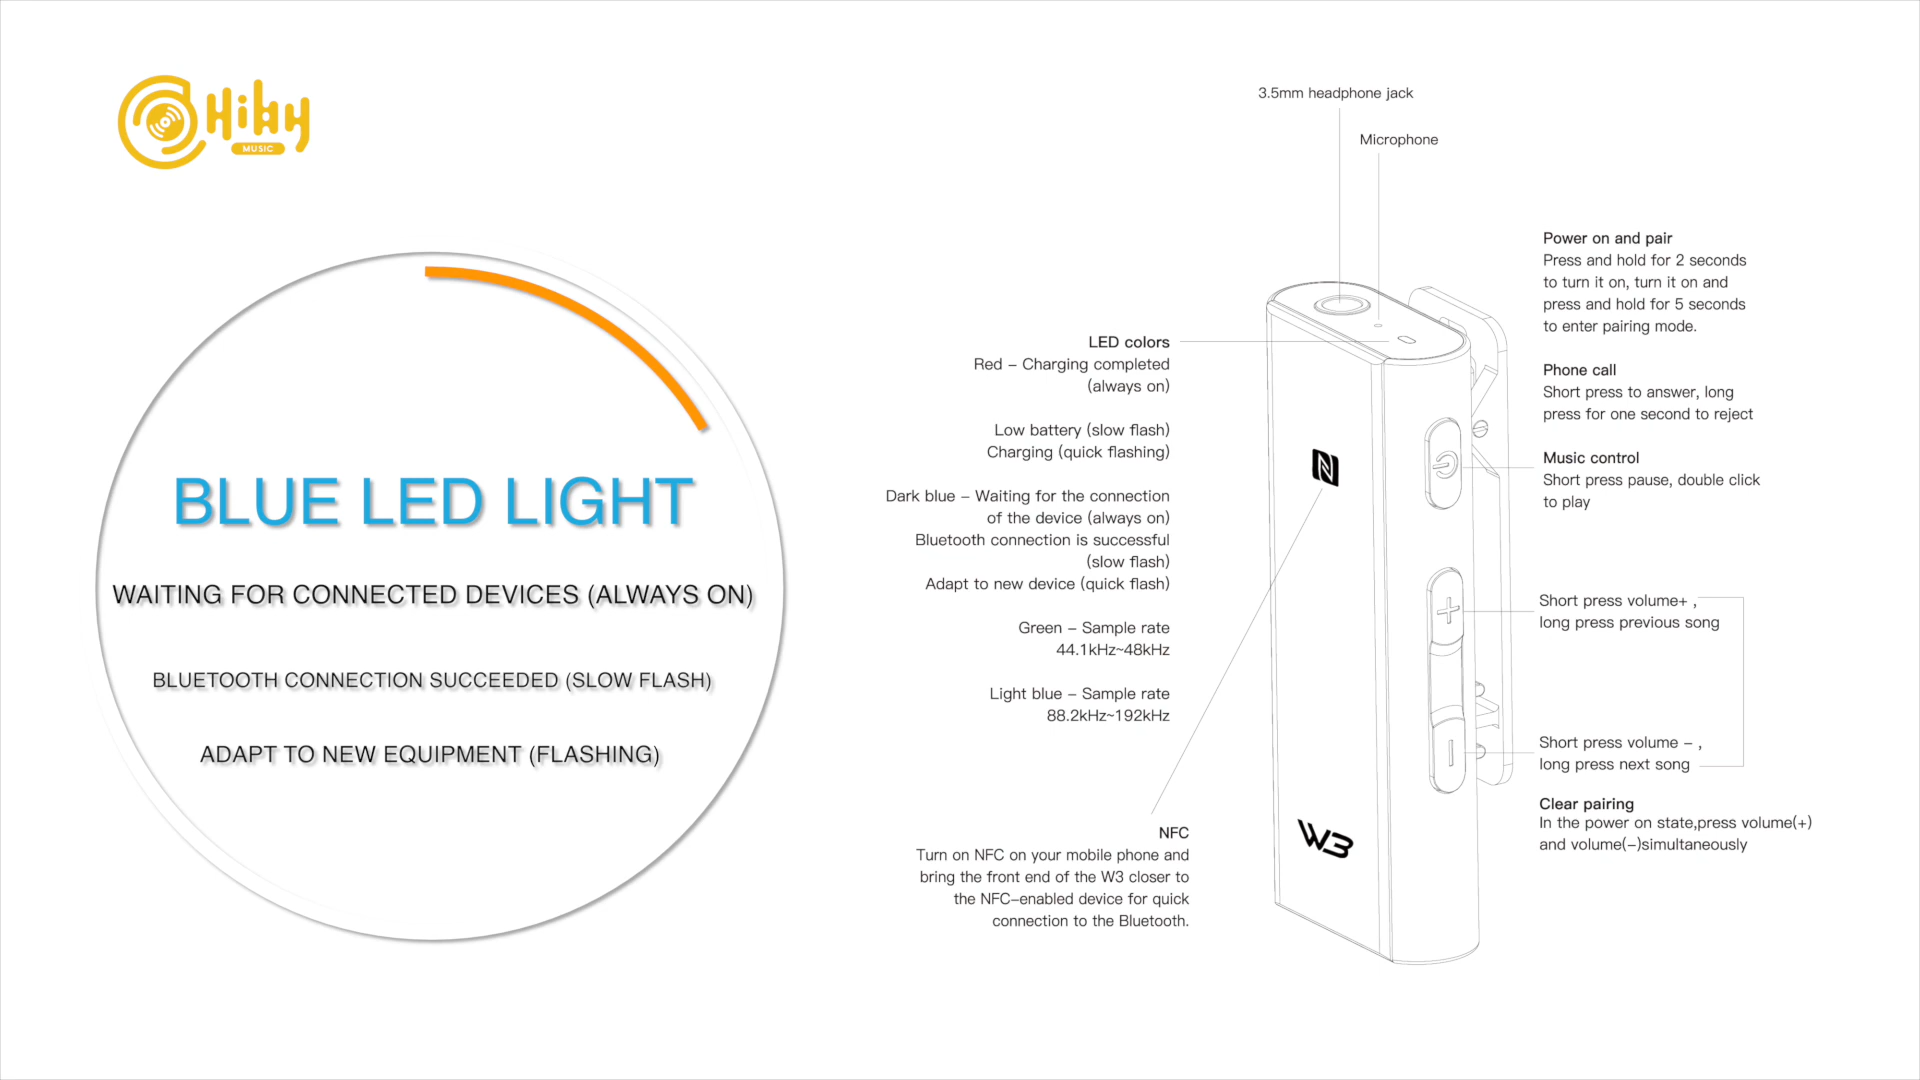 Hiby
MUSIC
BLUE LED LIGHT
WAITING FOR CONNECTED DEVICES (ALWAYS ON)
BLUETOOTH CONNECTION SUCCEEDED (SLOW FLASH)
ADAPT TO NEW EQUIPMENT (FLASHING)
3.5mm headphone jack
Microphone
LED colors
Red – Charging completed
(always on)
Low battery (slow flash)
Charging (quick flashing)
Dark blue – Waiting for the connection
of the device (always on)
Bluetooth connection is successful
(slow flash)
Adapt to new device (quick flash)
Green – Sample rate
44.1kHz~48kHz
Light blue – Sample rate
88.2kHz~192kHz
NFC
Turn on NFC on your mobile phone and
bring the front end of the W3 closer to
the NFC–enabled device for quick
connection to the Bluetooth.
W3
Power on and pair
Press and hold for 2 seconds
to turn it on, turn it on and
press and hold for 5 seconds
to enter pairing mode.
Phone call
Short press to answer, long
press for one second to reject
Music control
Short press pause, double click
to play
Short press volume+ ,
long press previous song
Short press volume – ,
long press next song
Clear pairing
In the power on state,press volume(+)
and volume(–)simultaneously